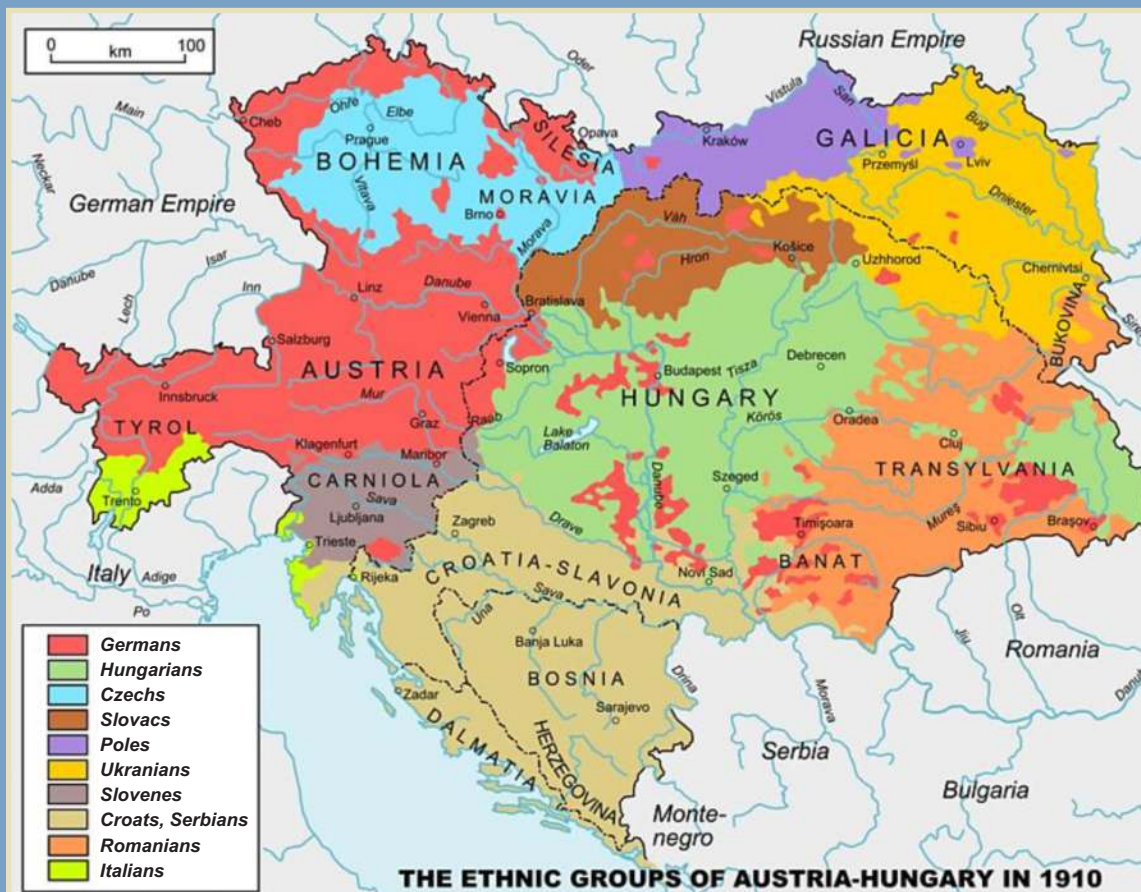 0 100
km
Russian Empire
Oder
Vistula
San
Bug
Main
Ohře
Elbe
Cheb
Prague
Opava
SILESIA
Kraków
GALICIA
Przemyśl
Lviv
Neckar
BOHEMIA
Vltava
MORAVIA
Brno
Morava
Dniester
German Empire
Váh
Hron
Košice
Uzhhorod
Chernivtsi
Danube
Isar
Inn
Lech
Linz
Danube
Vienna
Bratislava
BUKOVINA
Salzburg
Sopron
Budapest
Tisza
Debrecen
AUSTRIA
Innsbruck
Mur
HUNGARY
TYROL
Graz
Raab
Körös
Oradea
Cluj
Klagenfurt
Maribor
Lake
Balaton
Danube
Szeged
TRANSYLVANIA
Adda
Trento
CARNIOLA
Sava
Ljubljana
Drave
Mureş
Timişoara
Sibiu
Braşov
Zagreb
Trieste
Italy
Adige
Po
Rijeka
CROATIA-SLAVONIA
Novi Sad
BANAT
Sava
Una
Banja Luka
BOSNIA
Drina
Jiu
Olt
Romania
Zadar
Sarajevo
Morava
DALMATIA
HERZEGOVINA
Serbia
Bulgaria
Monte-
negro
Germans
Hungarians
Czechs
Slovacs
Poles
Ukranians
Slovenes
Croats, Serbians
Romanians
Italians
THE ETHNIC GROUPS OF AUSTRIA-HUNGARY IN 1910